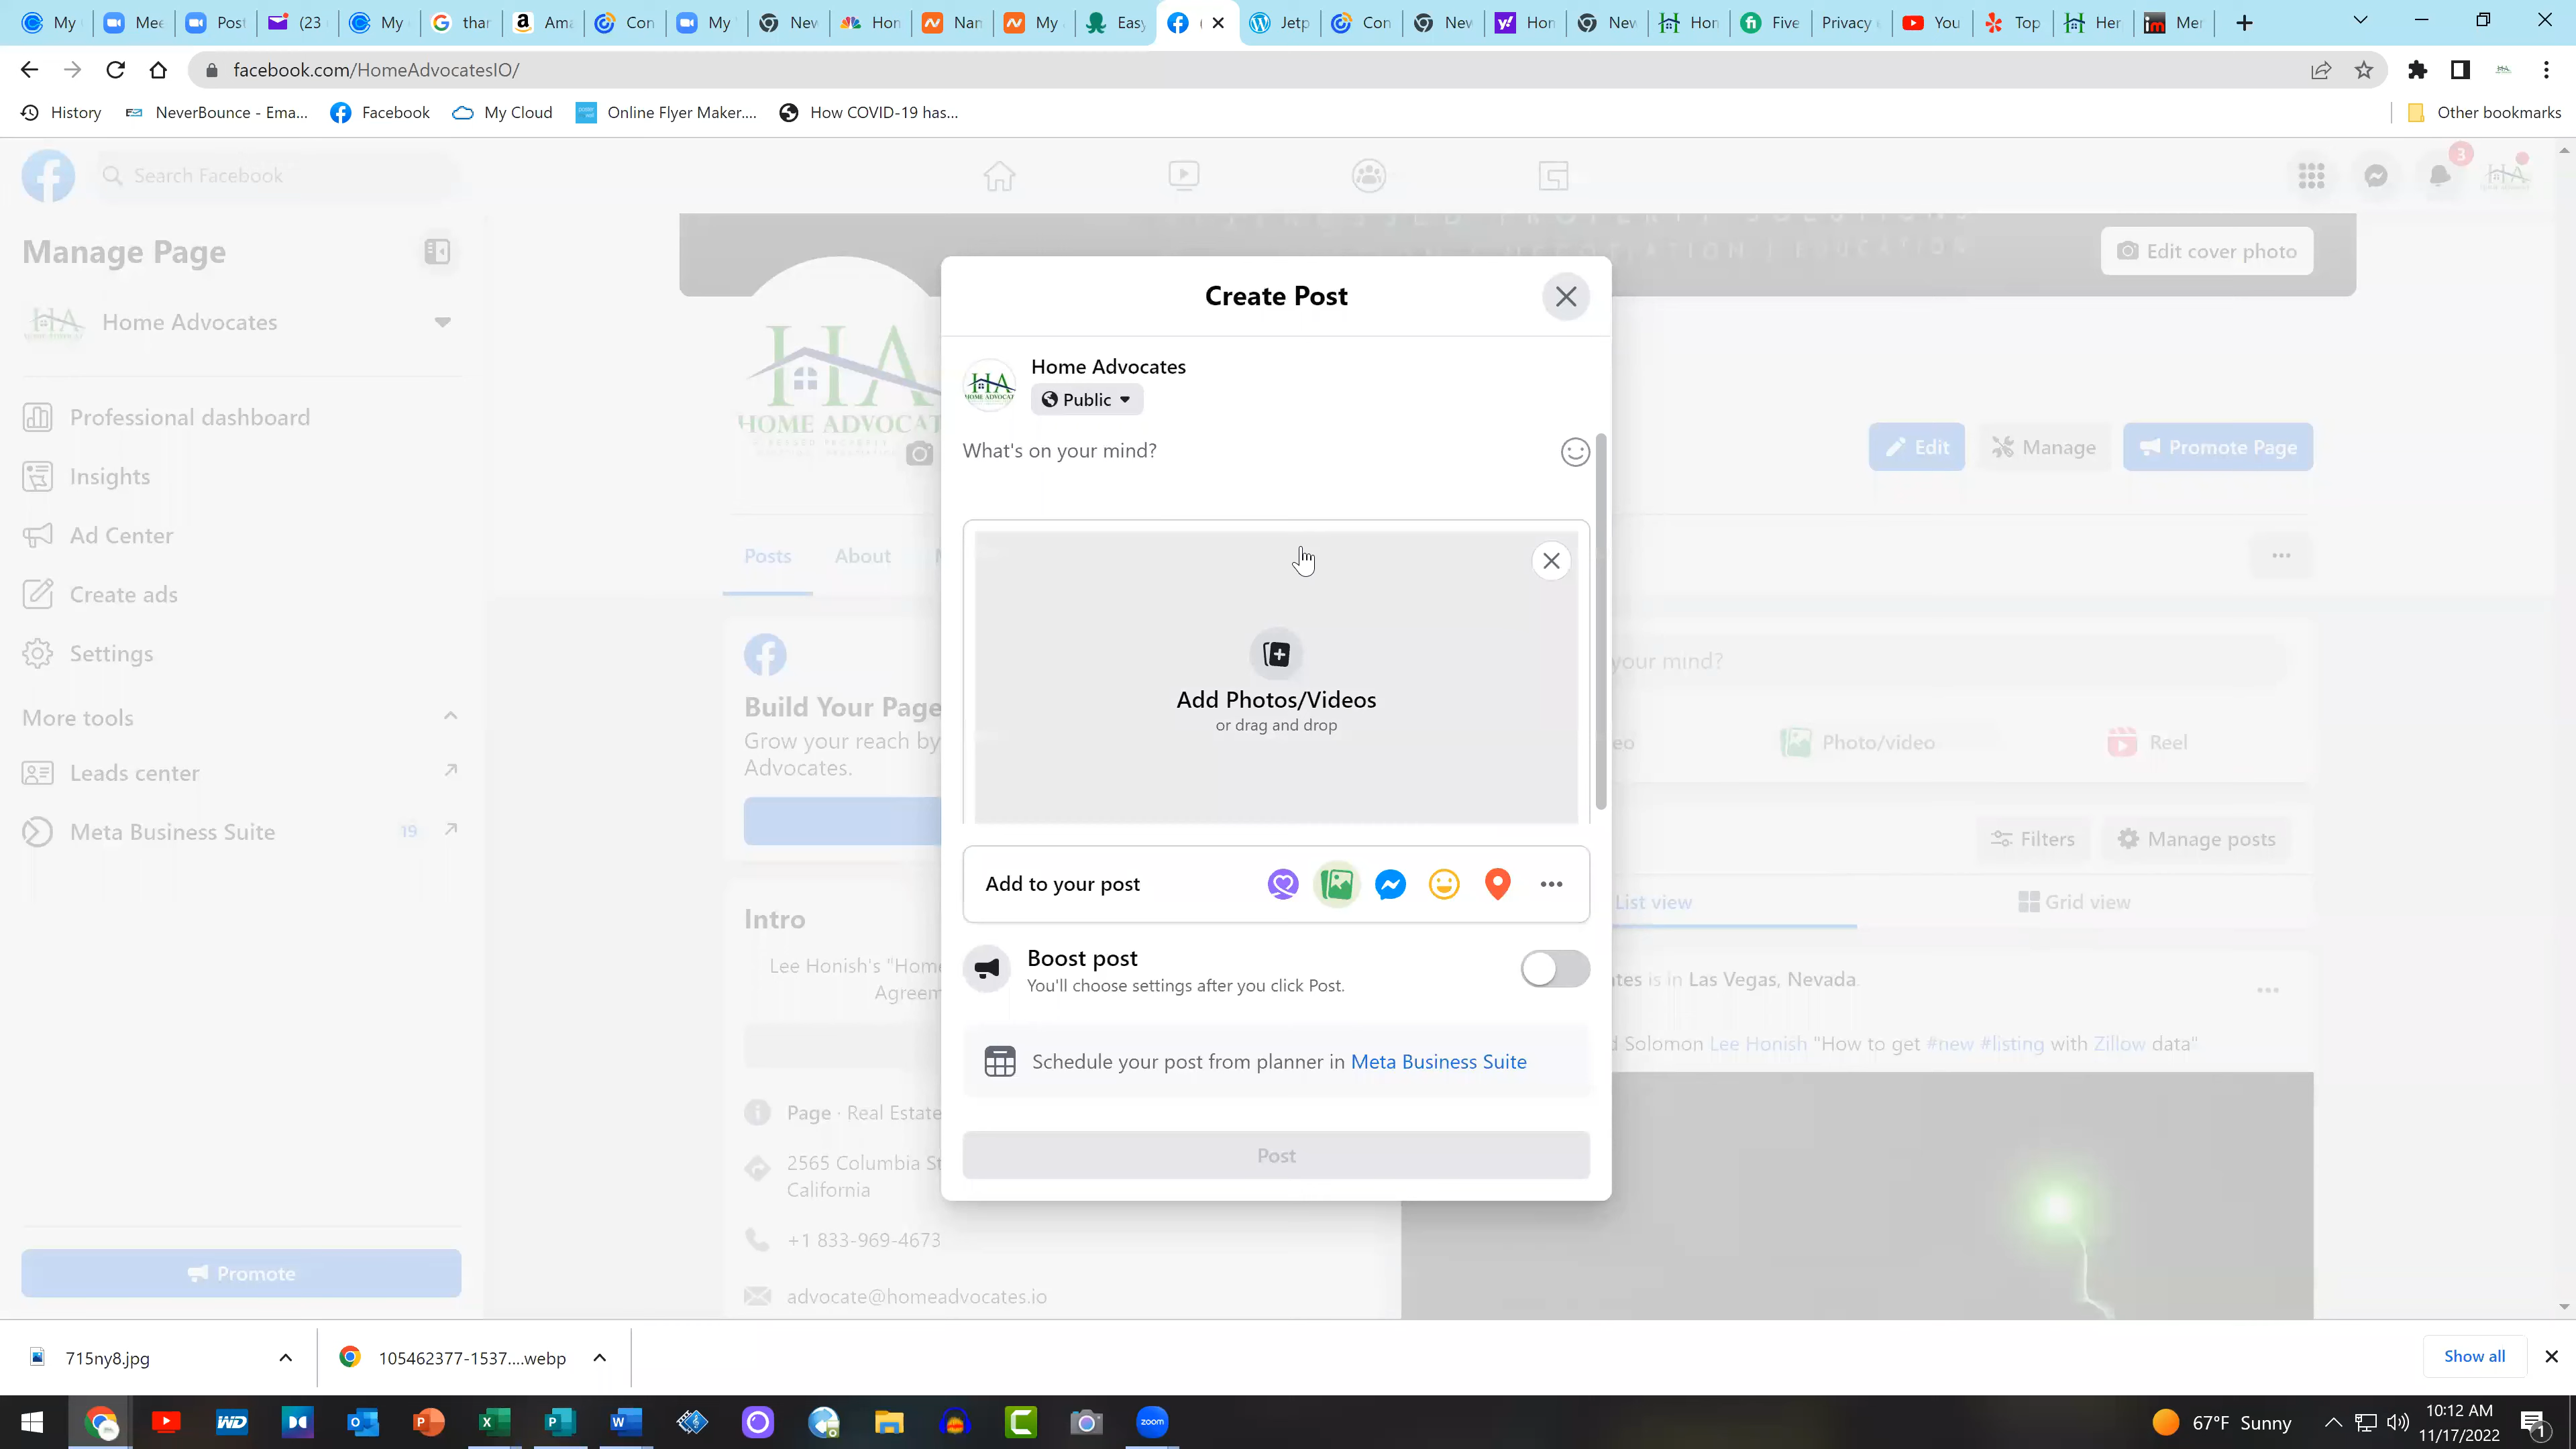 My
Mee
Post
(23
My
thar
Ama
Con
My
New
Hon
Nan
My
Easy
Jetp
Con
New
Hon
New
Hon
Five
Privacy
You
Top
Her
Mer
facebook.com/HomeAdvocatesIO/
History
NeverBounce - Ema...
Facebook
My Cloud
Online Flyer Maker....
How COVID-19 has...
Other bookmarks
Search Facebook
3
Manage Page
Edit cover photo
Home Advocates
Professional dashboard
Insights
Ad Center
Create ads
Settings
More tools
Leads center
Meta Business Suite
19
Promote
HA
HOME ADVOCAT
Edit
Manage
Promote Page
Posts
About
Build Your Page
Grow your reach by
Advocates.
Intro
Lee Honish's "Home
Agreem
Page · Real Estate
2565 Columbia St
California
+1 833-969-4673
advocate@homeadvocates.io
Create Post
Home Advocates
Public
What's on your mind?
Add Photos/Videos
or drag and drop
Add to your post
Boost post
You'll choose settings after you click Post.
Schedule your post from planner in Meta Business Suite
Post
your mind?
eo
Photo/video
Reel
Filters
Manage posts
List view
Grid view
tes is in Las Vegas, Nevada.
d Solomon Lee Honish "How to get #new #listing with Zillow data"
715ny8.jpg
105462377-1537....webp
Show all
zoom
67°F Sunny
10:12 AM
11/17/2022
1